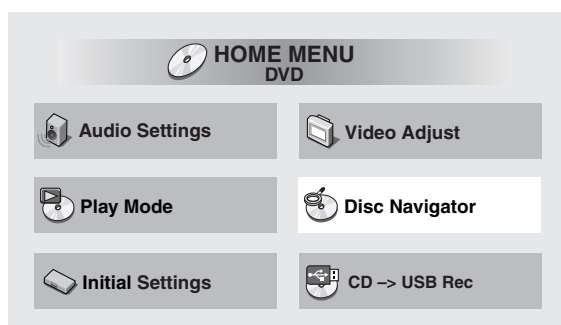 HOME MENU
DVD
Audio Settings
Video Adjust
Play Mode
Disc Navigator
Initial Settings
CD –> USB Rec